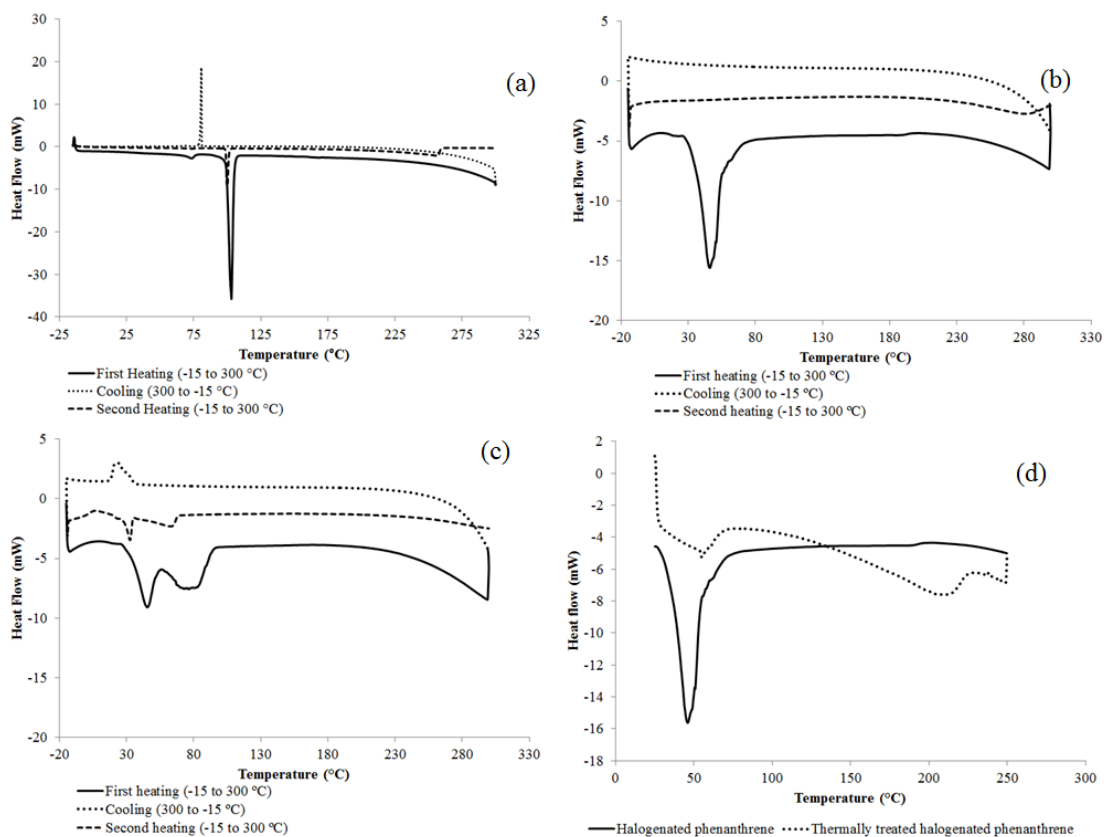 (a)
Heat Flow (mW)
30
20
10
0
-10
-20
-30
-40
-25
25
75
125
175
225
275
325
Temperature (°C)
First Heating (-15 to 300 °C)
Cooling (300 to -15 °C)
Second Heating (-15 to 300 °C)
(b)
Heat Flow (mW)
5
0
-5
-10
-15
-20
-20
30
80
130
180
230
280
330
Temperature (°C)
First heating (-15 to 300 °C)
Cooling (300 to -15 °C)
Second heating (-15 to 300 °C)
(c)
Heat Flow (mW)
5
0
-5
-10
-15
-20
-20
30
80
130
180
230
280
330
Temperature (°C)
First heating (-15 to 300 °C)
Cooling (300 to -15 °C)
Second heating (-15 to 300 °C)
(d)
Heat flow (mW)
2
0
-2
-4
-6
-8
-10
-12
-14
-16
-18
0
50
100
150
200
250
300
Temperature (°C)
Halogenated phenanthrene
Thermally treated halogenated phenanthrene